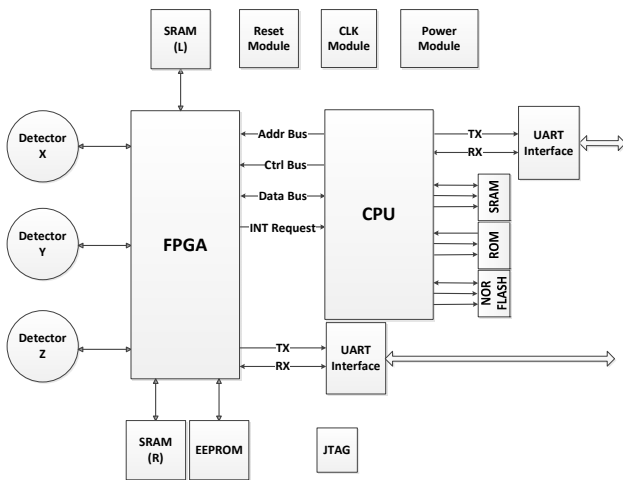 SRAM
(L)
Reset
Module
CLK
Module
Power
Module
Detector
X
Addr Bus
TX
UART
Interface
RX
Ctrl Bus
Data Bus
CPU
SRAM
Detector
Y
FPGA
INT Request
ROM
NOR
FLASH
Detector
Z
TX
UART
Interface
RX
SRAM
(R)
EEPROM
JTAG